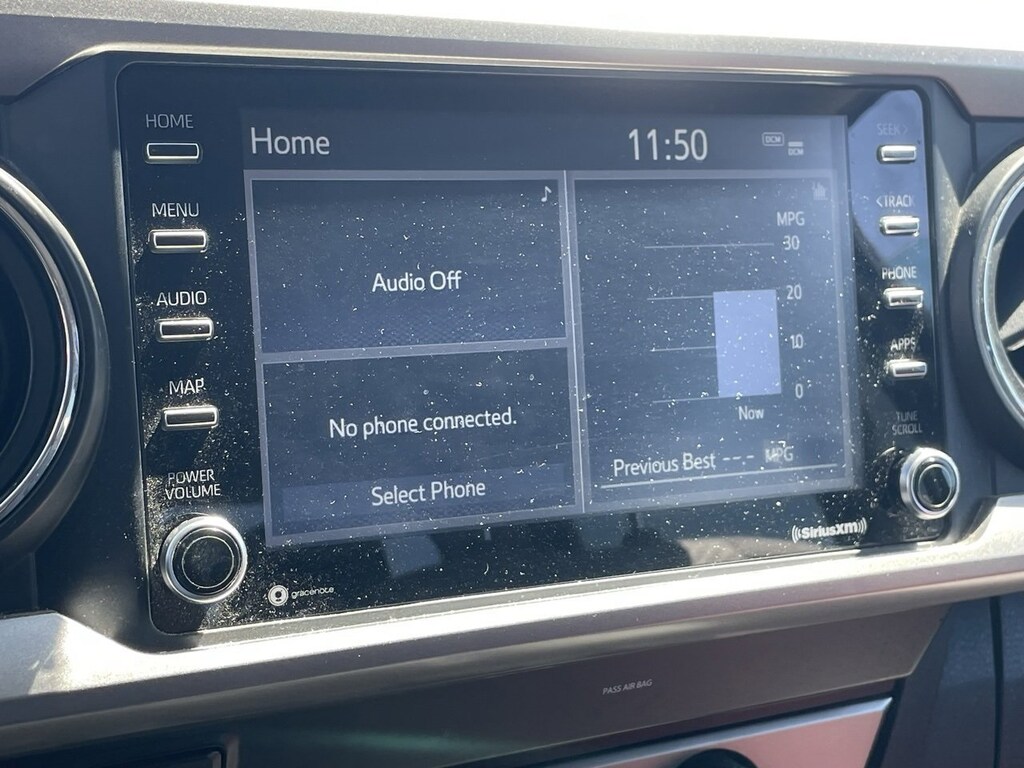 HOME
MENU
AUDIO
MAP
POWER
VOLUME
Home
11:50
DCM
DCM
Audio Off
No phone connected.
Select Phone
MPG
30
20
10
0
Now
Previous Best --- MPG
SEEK >
< TRACK
PHONE
APPS
TUNE
SCROLL
gracenote
((SiriusXM))
PASS AIR BAG